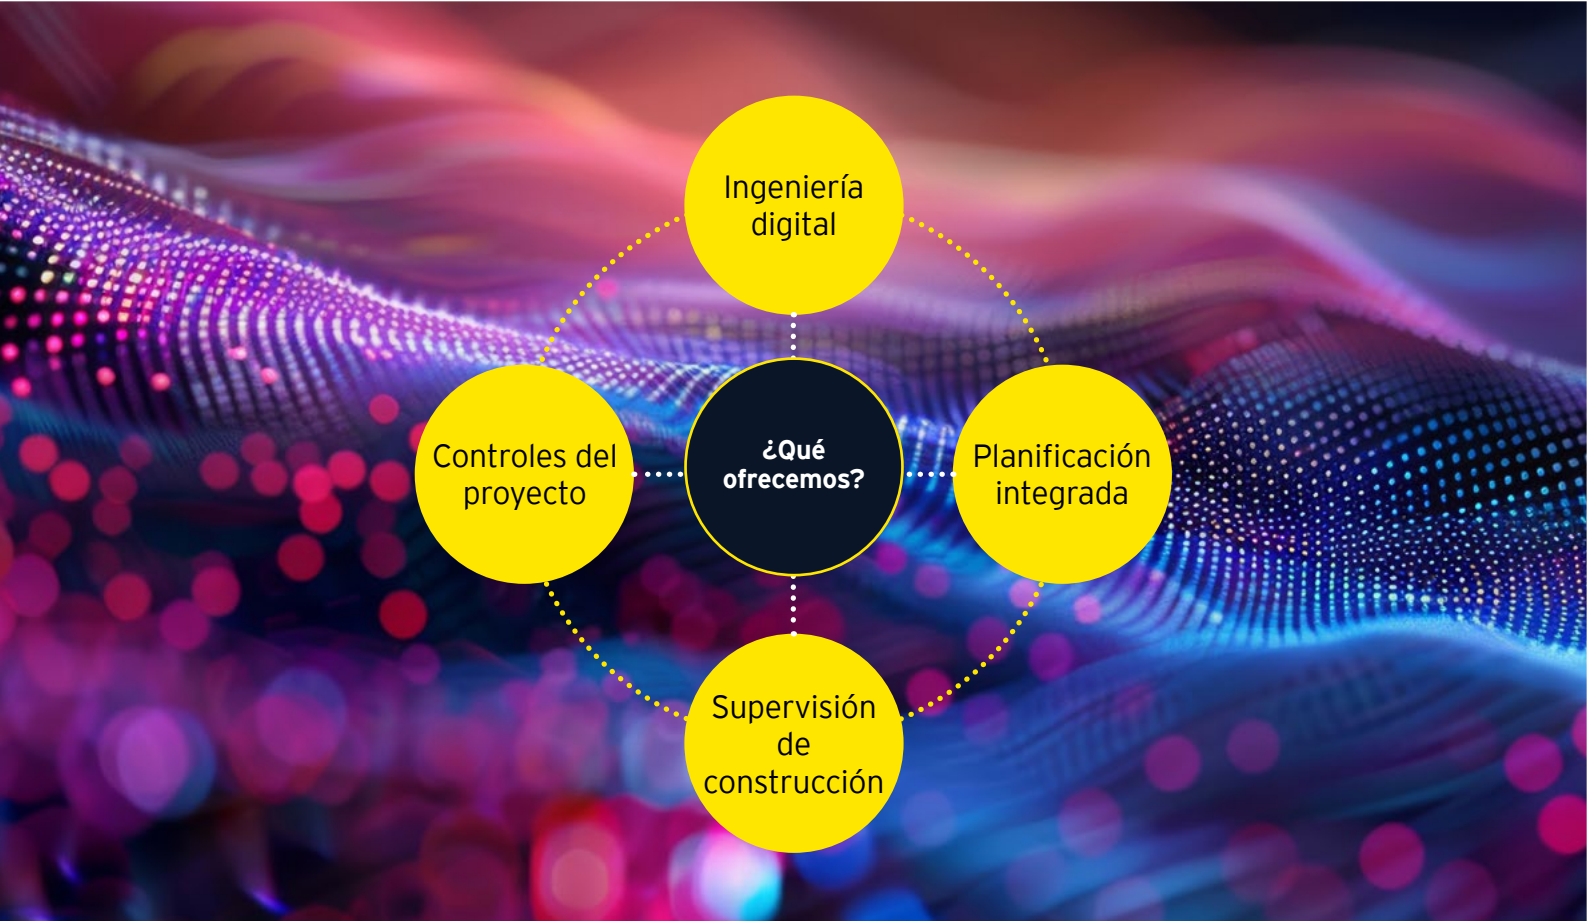 Ingeniería
digital
Controles del
proyecto
¿Qué
ofrecemos?
Planificación
integrada
Supervisión
de
construcción